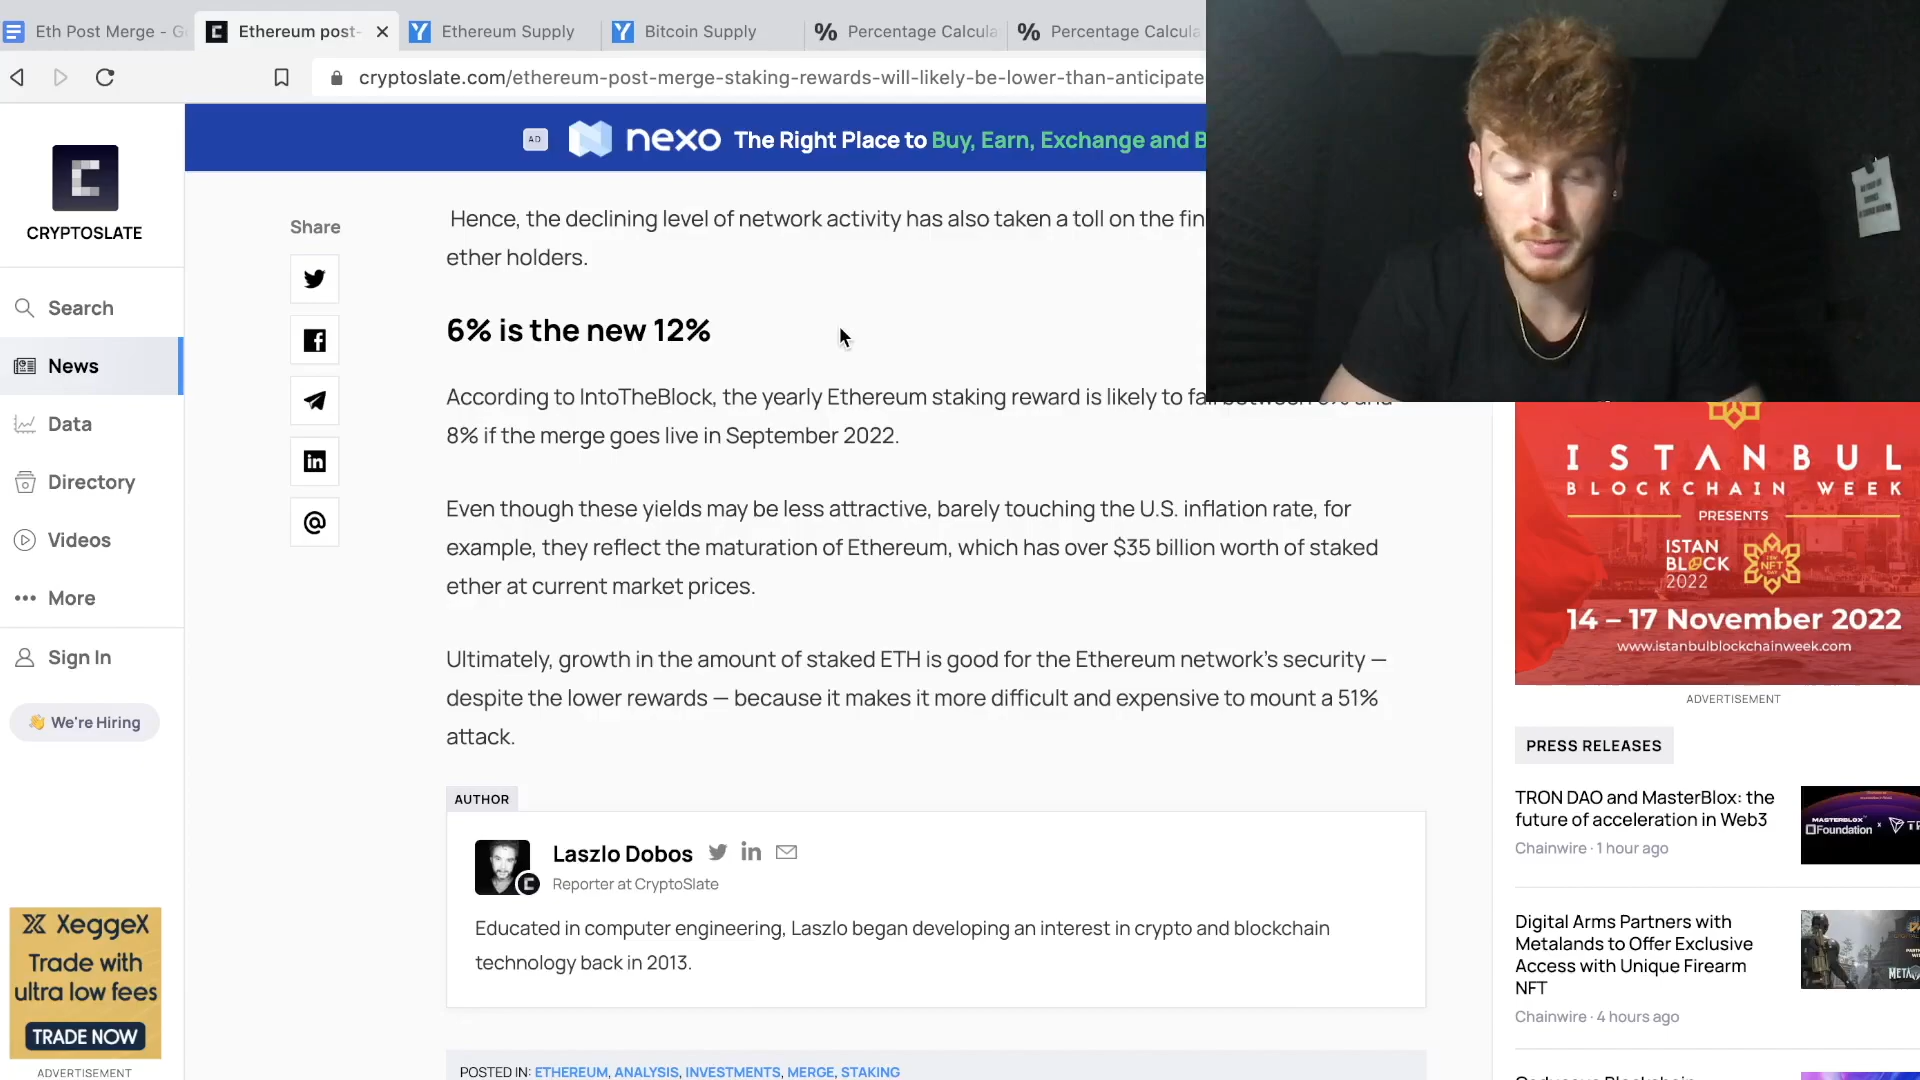 Eth Post Merge - G
Ethereum post-
Ethereum Supply
Bitcoin Supply
% Percentage Calcula
% Percentage Calcula
cryptoslate.com/ethereum-post-merge-staking-rewards-will-likely-be-lower-than-anticipate
AD
nexo The Right Place to Buy, Earn, Exchange and B
CRYPTOSLATE
Search
News
Data
Directory
Videos
More
Sign In
We're Hiring
XeggeX
Trade with
ultra low fees
TRADE NOW
ADVERTISEMENT
Share
Hence, the declining level of network activity has also taken a toll on the fin
ether holders.
6% is the new 12%
According to IntoTheBlock, the yearly Ethereum staking reward is likely to fall between
8% if the merge goes live in September 2022.
Even though these yields may be less attractive, barely touching the U.S. inflation rate, for
example, they reflect the maturation of Ethereum, which has over $35 billion worth of staked
ether at current market prices.
Ultimately, growth in the amount of staked ETH is good for the Ethereum network's security —
despite the lower rewards — because it makes it more difficult and expensive to mount a 51%
attack.
AUTHOR
Laszlo Dobos
Reporter at CryptoSlate
Educated in computer engineering, Laszlo began developing an interest in crypto and blockchain
technology back in 2013.
POSTED IN: ETHEREUM, ANALYSIS, INVESTMENTS, MERGE, STAKING
ISTANBUL
BLOCKCHAIN WEEK
PRESENTS
ISTAN
BLOCK
2022
NFT
14 – 17 November 2022
www.istanbulblockchainweek.com
ADVERTISEMENT
PRESS RELEASES
TRON DAO and MasterBlox: the
future of acceleration in Web3
Chainwire · 1 hour ago
MASTERBLOX
Foundation x TR
Digital Arms Partners with
Metalands to Offer Exclusive
Access with Unique Firearm
NFT
Chainwire · 4 hours ago
META